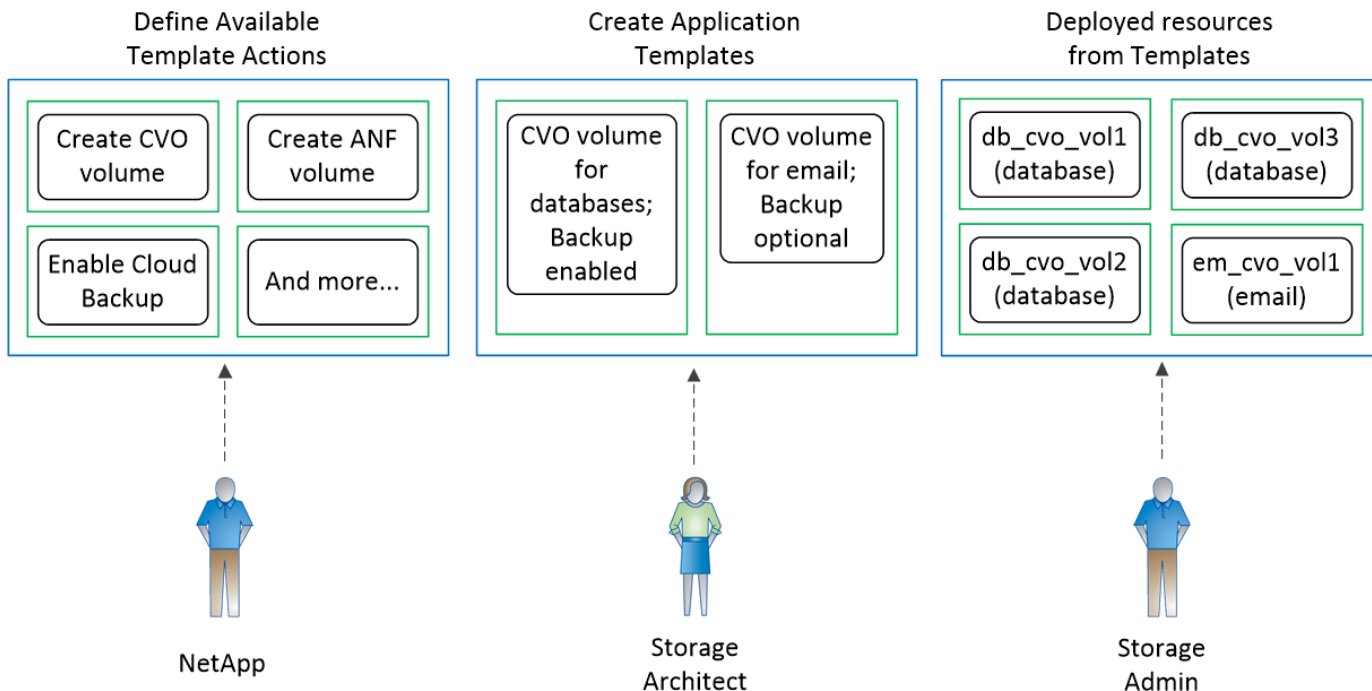 Define Available
Template Actions
Create CVO
volume
Create ANF
volume
Enable Cloud
Backup
And more...
NetApp
Create Application
Templates
CVO volume
for
databases;
Backup
enabled
CVO volume
for email;
Backup
optional
Storage
Architect
Deployed resources
from Templates
db_cvo_vol1
(database)
db_cvo_vol3
(database)
db_cvo_vol2
(database)
em_cvo_vol1
(email)
Storage
Admin